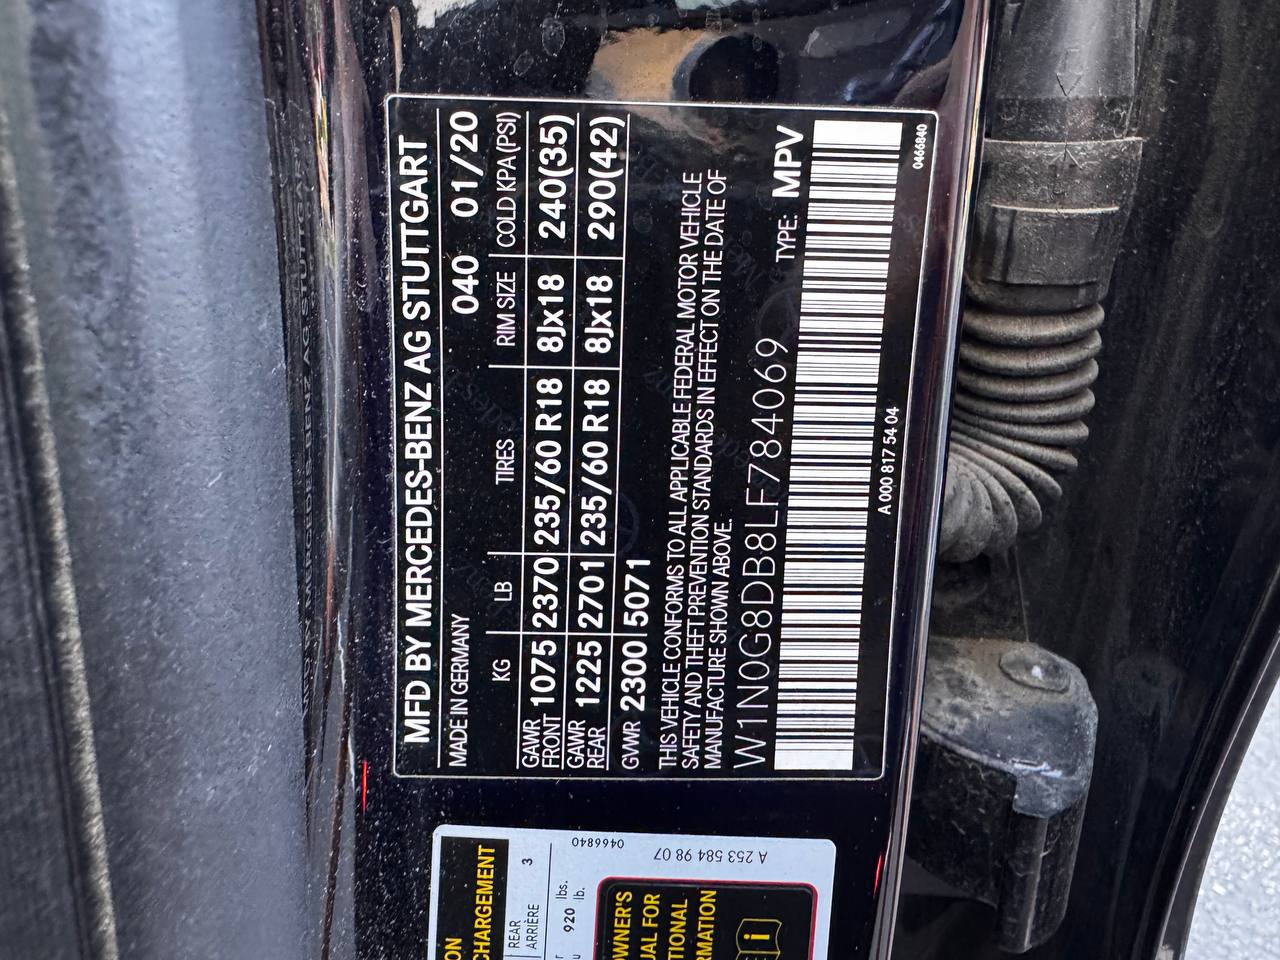 MFD BY MERCEDES-BENZ AG STUTTGART
MADE IN GERMANY 040 01/20
KG LB TIRES RIM SIZE COLD KPA(PSI)
GAWR FRONT 1075 2370 235/60 R18 8Jx18 240(35)
GAWR REAR 1225 2701 235/60 R18 8Jx18 290(42)
GVWR 2300 5071
THIS VEHICLE CONFORMS TO ALL APPLICABLE FEDERAL MOTOR VEHICLE
SAFETY AND THEFT PREVENTION STANDARDS IN EFFECT ON THE DATE OF
MANUFACTURE SHOWN ABOVE.
W1N0G8DB8LF784069 TYPE: MPV
A 000 817 54 04
0466840
CHARGEMENT
REAR 3
ARRIÈRE
920 lbs.
lb.
0466840
A 253 584 98 07
OWNER'S
FOR
i